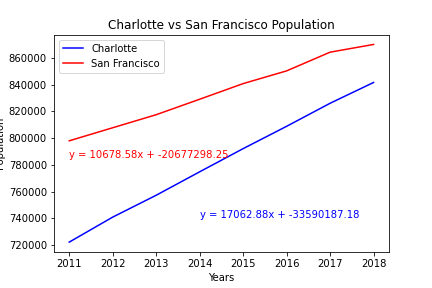 Charlotte vs San Francisco Population
Charlotte
San Francisco
860000
840000
820000
800000
780000
760000
740000
720000
Population
y = 10678.58x + -20677298.25
y = 17062.88x + -33590187.18
2011 2012 2013 2014 2015 2016 2017 2018
Years